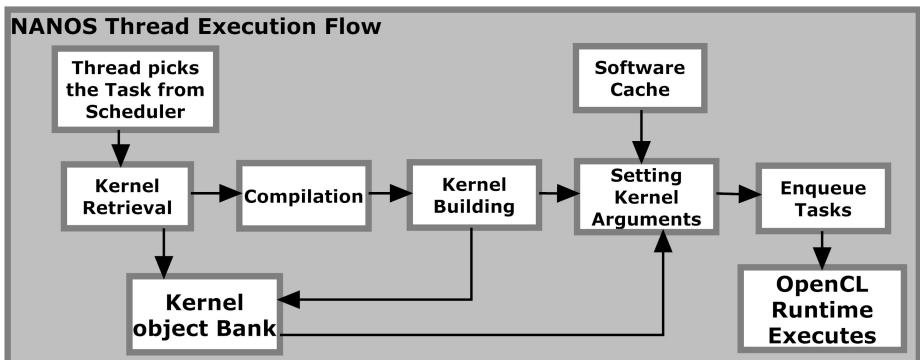 NANOS Thread Execution Flow
Thread picks
the Task from
Scheduler
Software
Cache
Kernel
Retrieval
Compilation
Kernel
Building
Setting
Kernel
Arguments
Enqueue
Tasks
Kernel
object Bank
OpenCL
Runtime
Executes